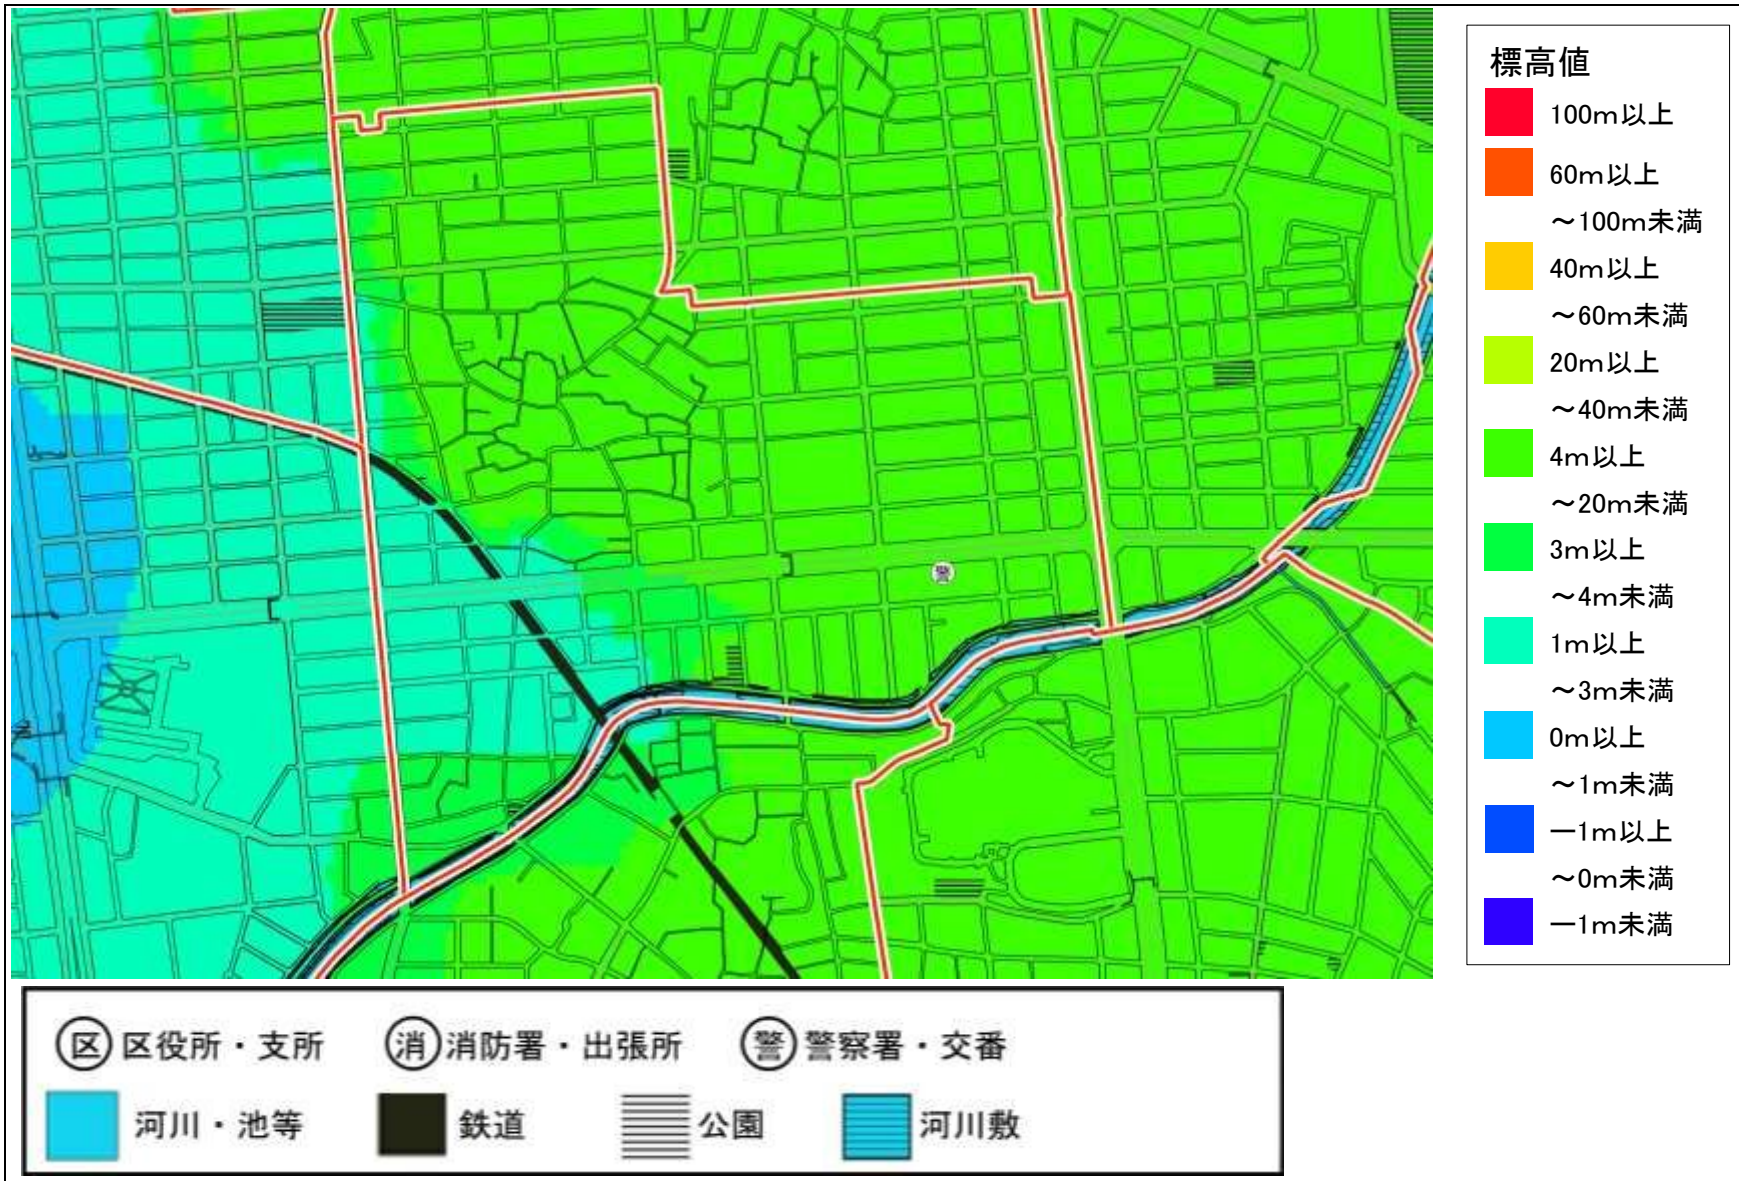 警
標高値
100m以上
60m以上
～100m未満
40m以上
～60m未満
20m以上
～40m未満
4m以上
～20m未満
3m以上
～4m未満
1m以上
～3m未満
0m以上
～1m未満
－1m以上
～0m未満
－1m未満
区 区役所・支所 消 消防署・出張所 警 警察署・交番
河川・池等 鉄道 公園 河川敷